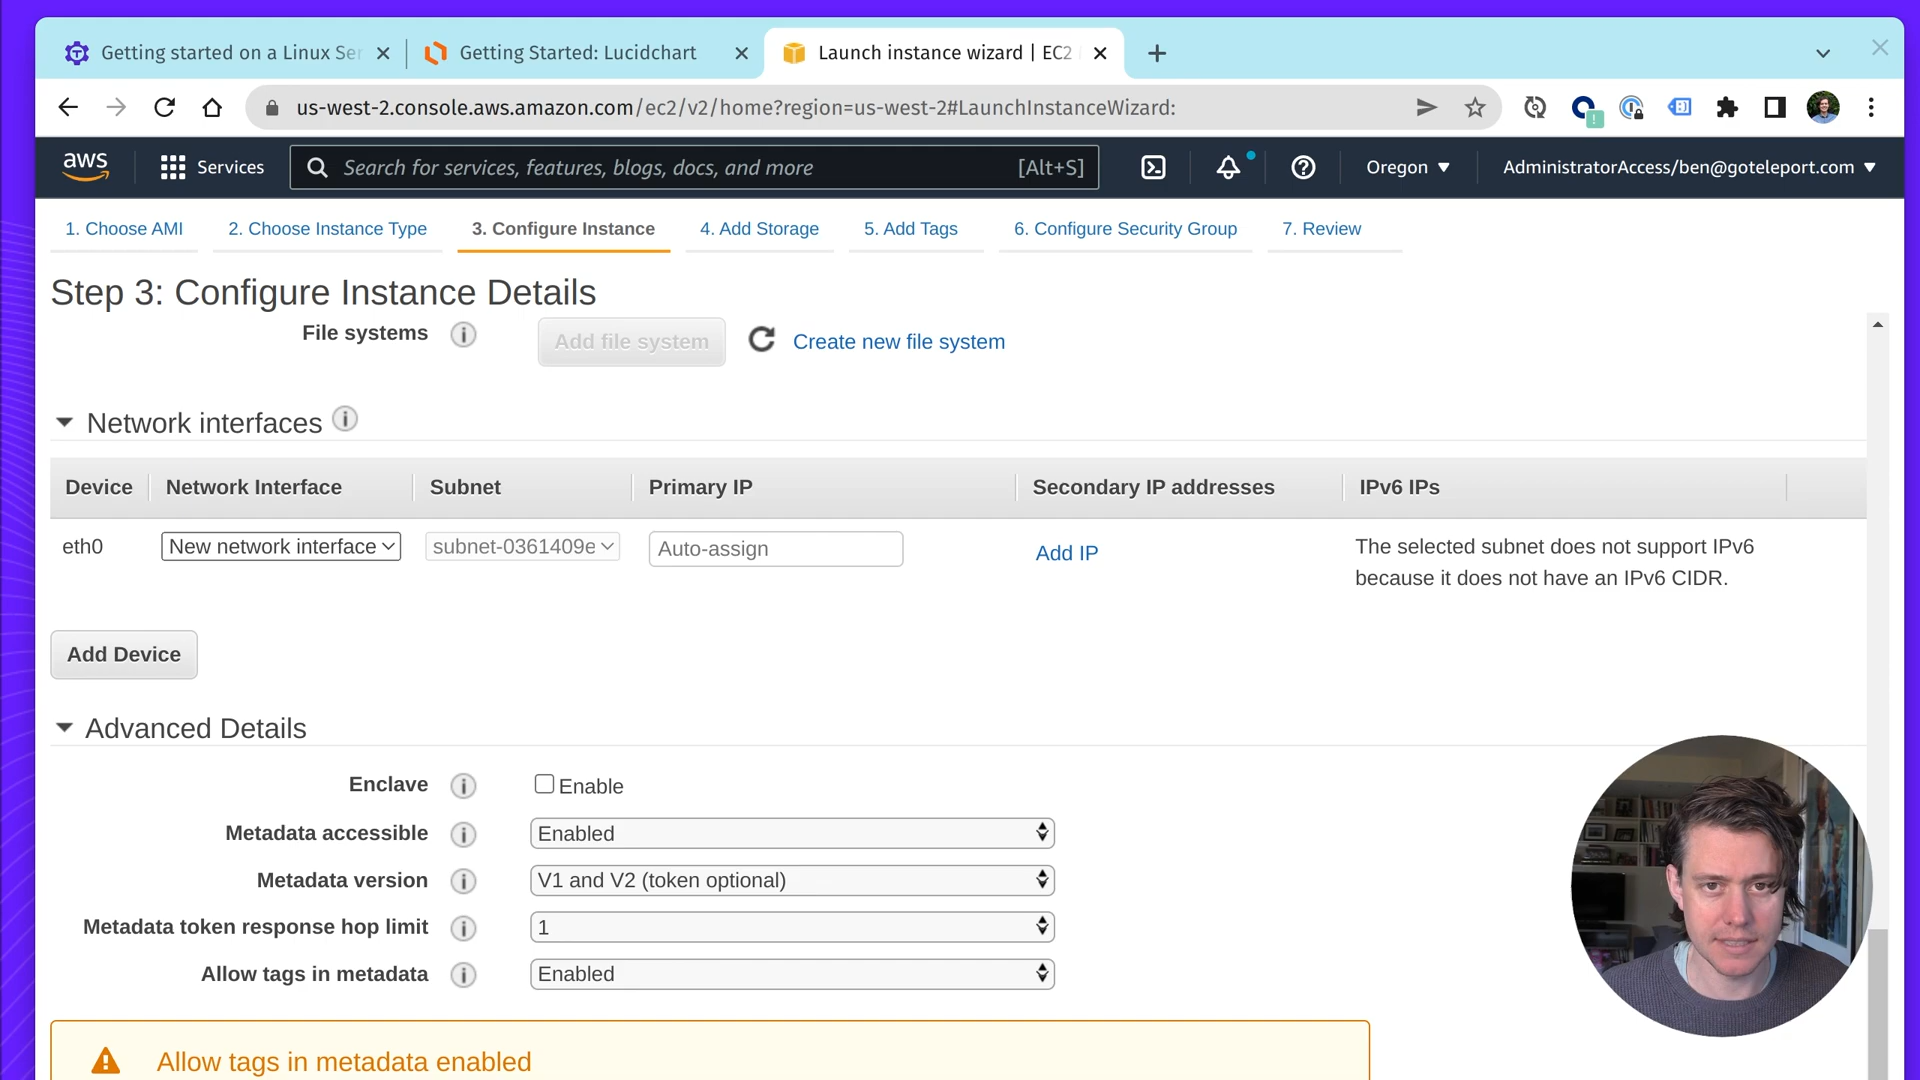 Getting started on a Linux Ser
Getting Started: Lucidchart
Launch instance wizard | EC2
us-west-2.console.aws.amazon.com/ec2/v2/home?region=us-west-2#LaunchInstanceWizard:
aws
Services
Search for services, features, blogs, docs, and more
[Alt+S]
Oregon
AdministratorAccess/ben@goteleport.com
1. Choose AMI
2. Choose Instance Type
3. Configure Instance
4. Add Storage
5. Add Tags
6. Configure Security Group
7. Review
Step 3: Configure Instance Details
File systems
Add file system
Create new file system
Network interfaces
Device
Network Interface
Subnet
Primary IP
Secondary IP addresses
IPv6 IPs
eth0
New network interface
subnet-0361409e
Auto-assign
Add IP
The selected subnet does not support IPv6
because it does not have an IPv6 CIDR.
Add Device
Advanced Details
Enclave
Enable
Metadata accessible
Enabled
Metadata version
V1 and V2 (token optional)
Metadata token response hop limit
1
Allow tags in metadata
Enabled
Allow tags in metadata enabled